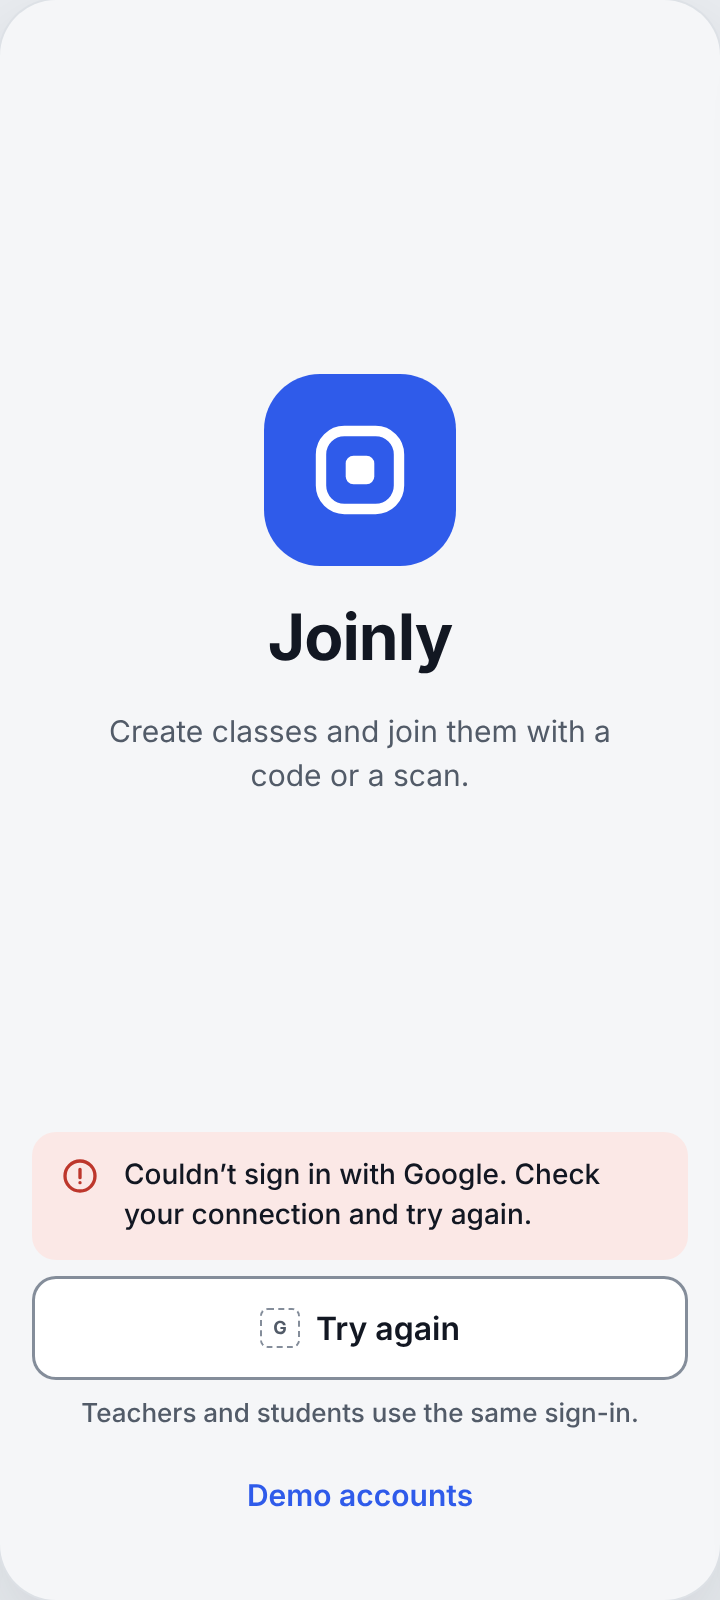 Joinly
Create classes and join them with a
code or a scan.
Couldn’t sign in with Google. Check
your connection and try again.
G Try again
Teachers and students use the same sign-in.
Demo accounts